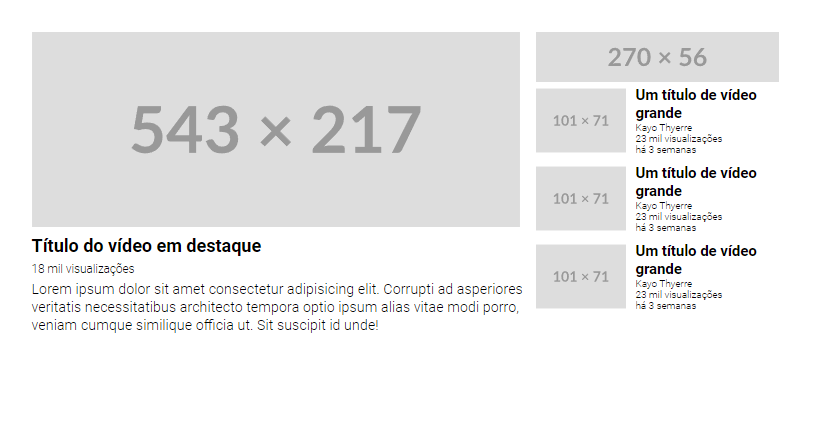 543 × 217
Título do vídeo em destaque
18 mil visualizações
Lorem ipsum dolor sit amet consectetur adipisicing elit. Corrupti ad asperiores
veritatis necessitatibus architecto tempora optio ipsum alias vitae modi porro,
veniam cumque similique officia ut. Sit suscipit id unde!
270 × 56
101 × 71
Um título de vídeo
grande
Kayo Thyerre
23 mil visualizações
há 3 semanas
101 × 71
Um título de vídeo
grande
Kayo Thyerre
23 mil visualizações
há 3 semanas
101 × 71
Um título de vídeo
grande
Kayo Thyerre
23 mil visualizações
há 3 semanas